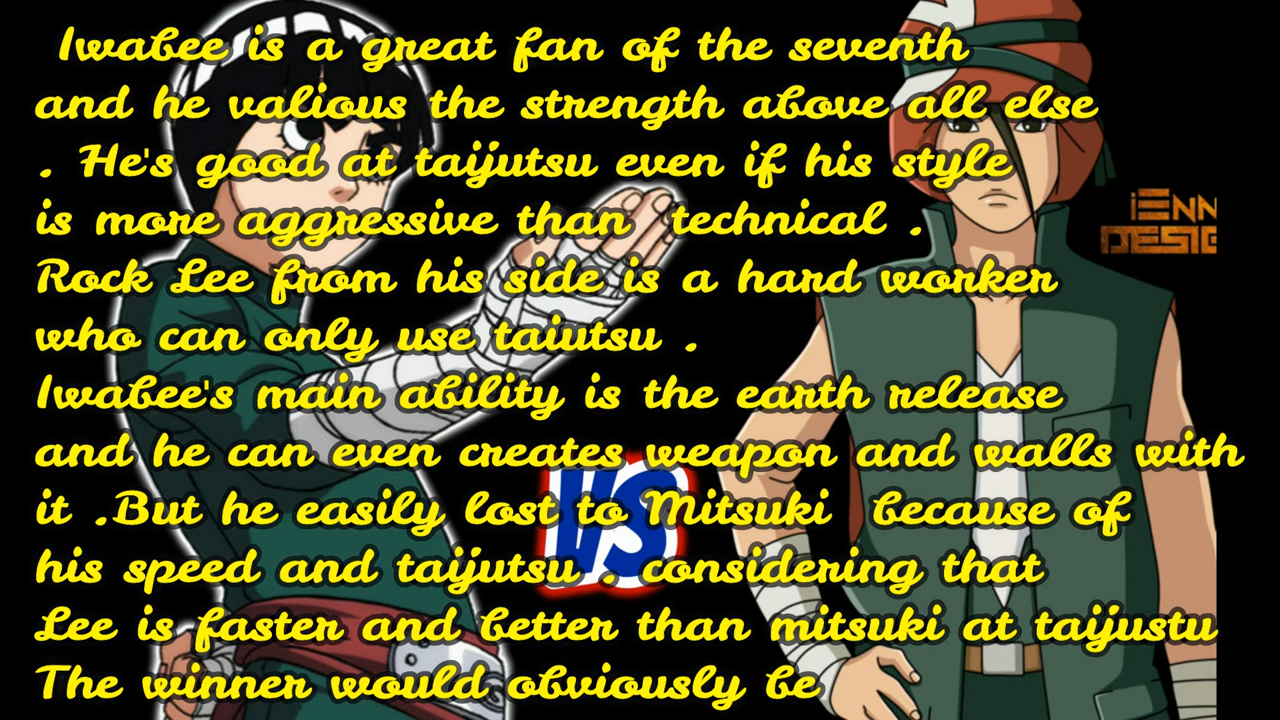 Iwabee is a great fan of the seventh
and he valious the strength above all else
. He's good at taijutsu even if his style
is more aggressive than technical .
Rock Lee from his side is a hard worker
who can only use taiutsu .
Iwabee's main ability is the earth release
and he can even creates weapon and walls with
it .But he easily lost to Mitsuki because of
his speed and taijutsu . considering that
Lee is faster and better than mitsuki at taijustu
The winner would obviously be
VS